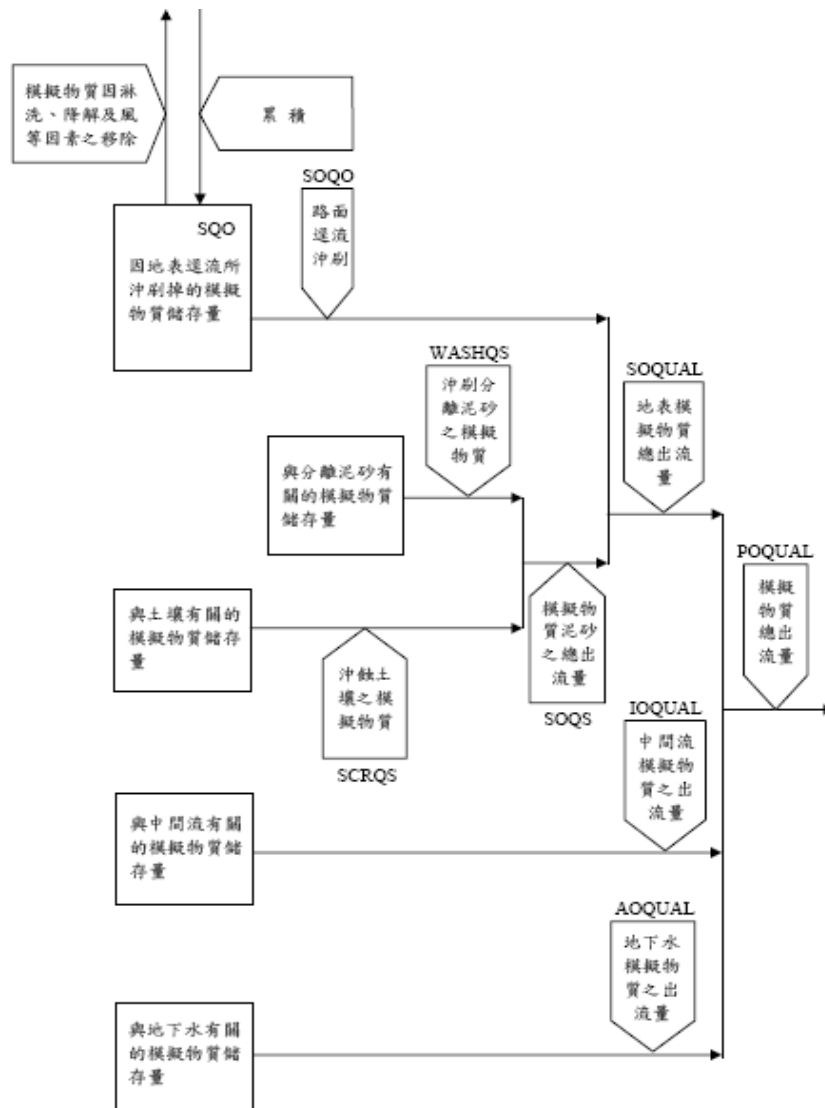 模擬物質因淋
洗、降解及風
等因素之移除
累 積
SOQO
路面
逕流
沖刷
SQO
因地表逕流所
沖刷掉的模擬
物質儲存量
WASHQS
沖刷分
離泥砂
之模擬
物質
SOQUAL
地表模
擬物質
總出流
量
與分離泥砂有
關的模擬物質
儲存量
POQUAL
模擬
物質
總出
流量
與土壤有關的
模擬物質儲存
量
模擬物
質泥砂
之總出
流量
SOQS
沖蝕土
壤之模
擬物質
SCRQS
IOQUAL
中間流
模擬物
質之出
流量
與中間流有關
的模擬物質儲
存量
AOQUAL
地下水
模擬物
質之出
流量
與地下水有關
的模擬物質儲
存量